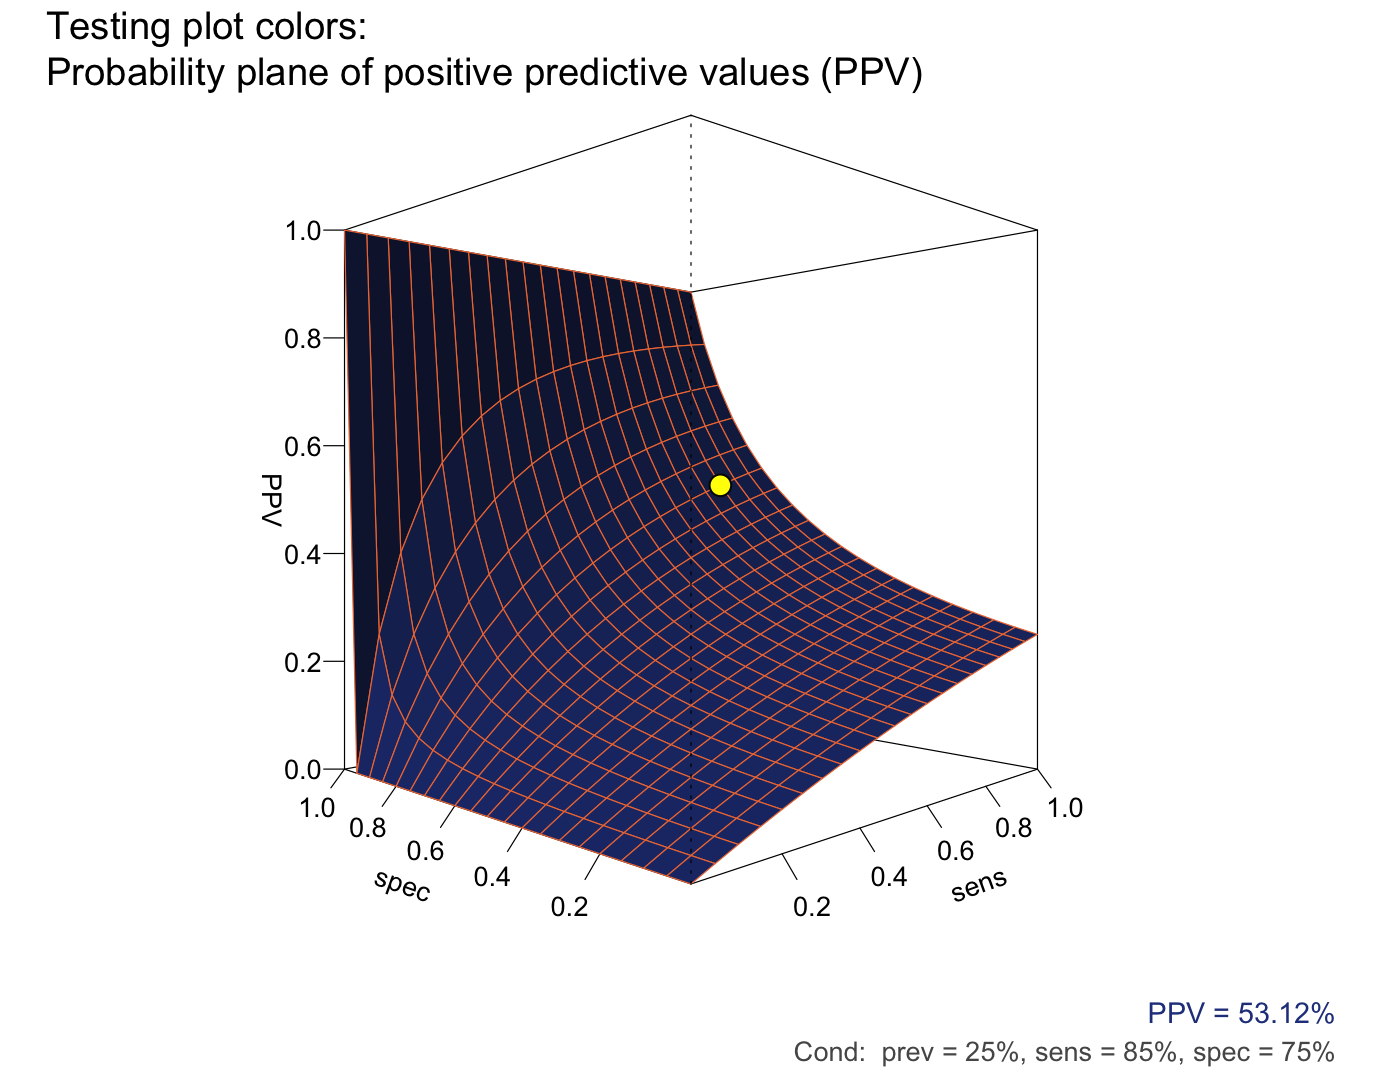 Testing plot colors:
Probability plane of positive predictive values (PPV)
1.0
0.8
0.6
PPV
0.4
0.2
0.0
1.0
0.8
0.6
0.4
0.2
spec
0.2
0.4
0.6
0.8
1.0
sens
PPV = 53.12%
Cond:  prev = 25%, sens = 85%, spec = 75%